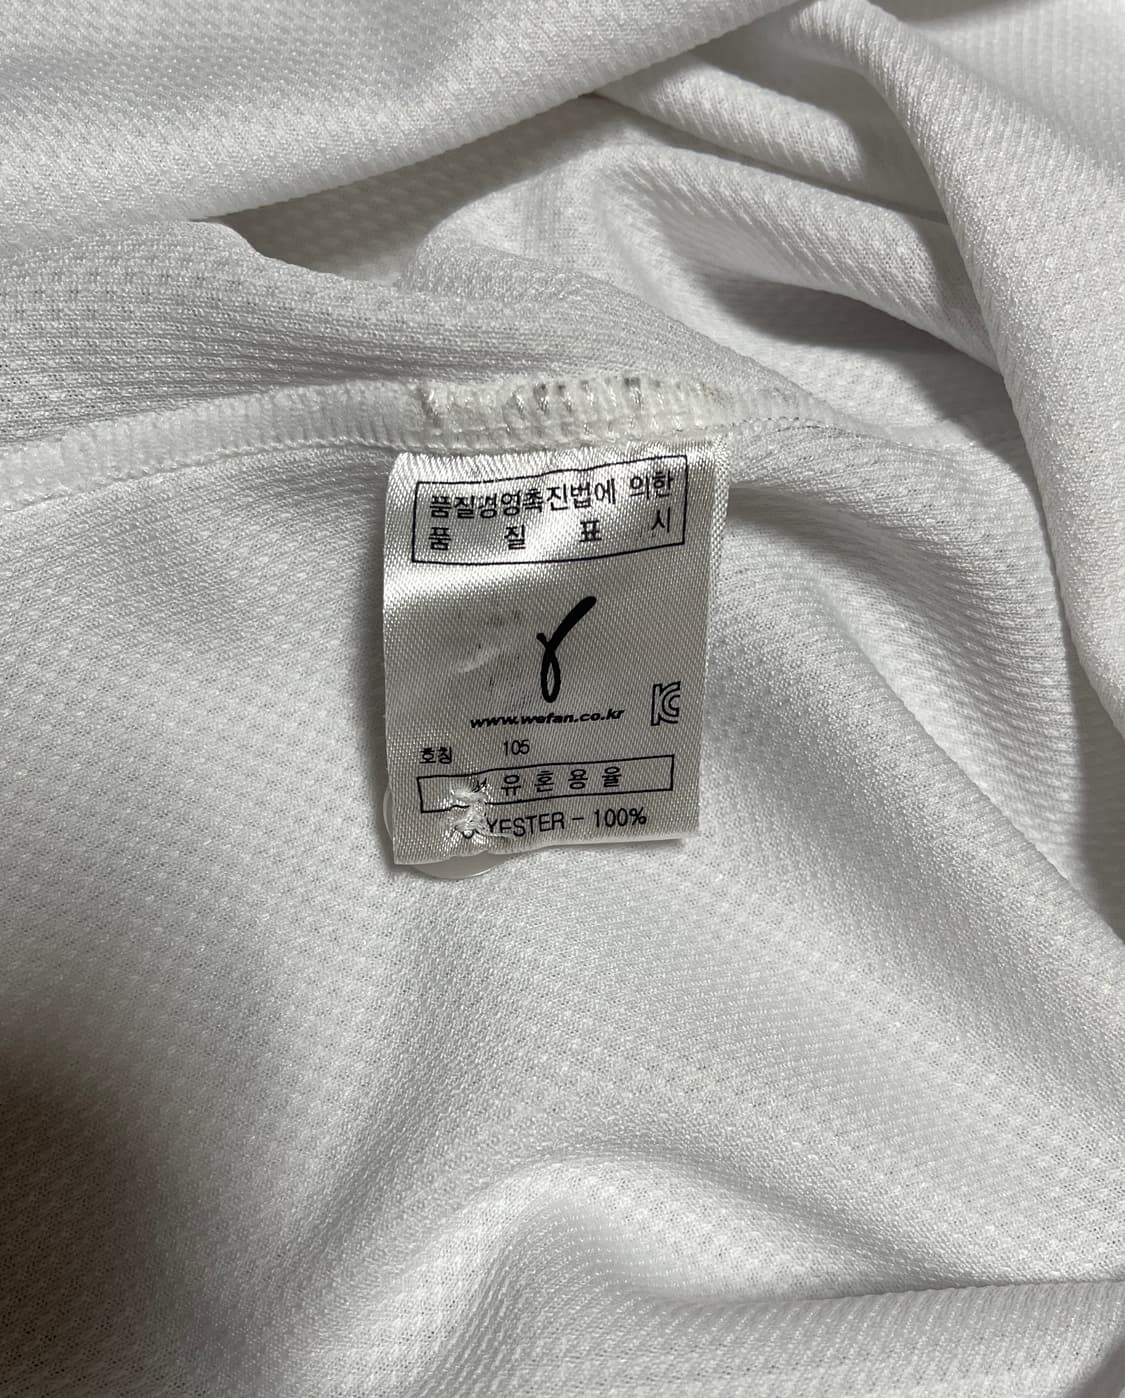 품질경영촉진법에 의한
품 질 표 시
www.wefan.co.kr
KC
호칭 105
유 혼 용 율
YESTER - 100%